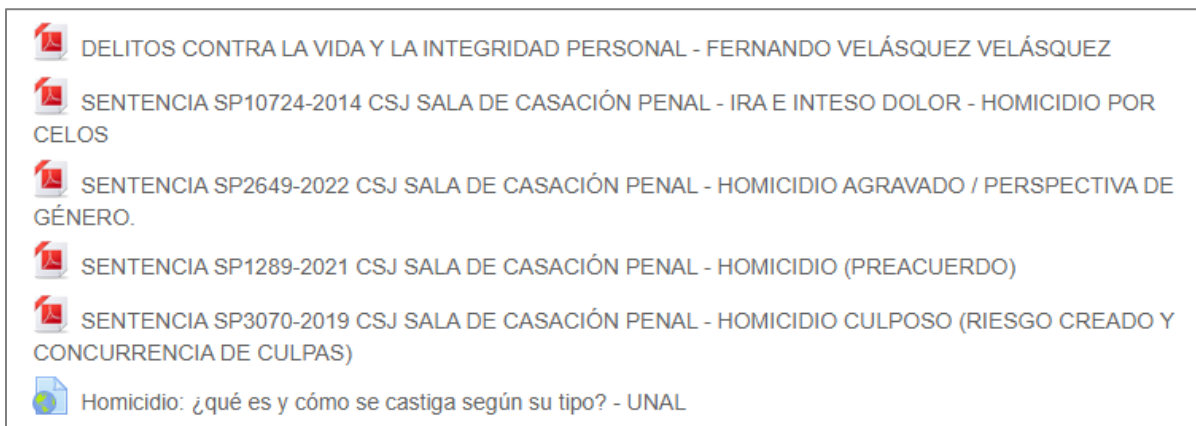 DELITOS CONTRA LA VIDA Y LA INTEGRIDAD PERSONAL - FERNANDO VELÁSQUEZ VELÁSQUEZ
SENTENCIA SP10724-2014 CSJ SALA DE CASACIÓN PENAL - IRA E INTESO DOLOR - HOMICIDIO POR
CELOS
SENTENCIA SP2649-2022 CSJ SALA DE CASACIÓN PENAL - HOMICIDIO AGRAVADO / PERSPECTIVA DE
GÉNERO.
SENTENCIA SP1289-2021 CSJ SALA DE CASACIÓN PENAL - HOMICIDIO (PREACUERDO)
SENTENCIA SP3070-2019 CSJ SALA DE CASACIÓN PENAL - HOMICIDIO CULPOSO (RIESGO CREADO Y
CONCURRENCIA DE CULPAS)
Homicidio: ¿qué es y cómo se castiga según su tipo? - UNAL